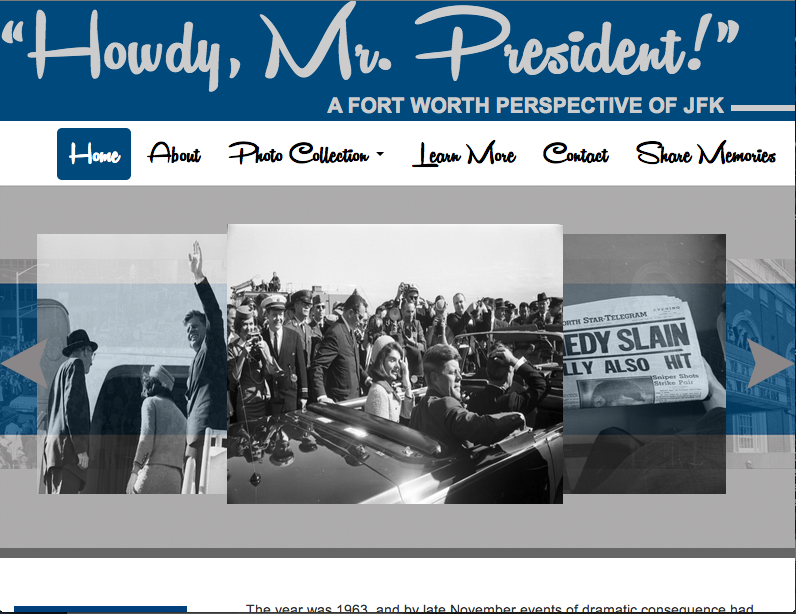 “Howdy, Mr. President!”
A FORT WORTH PERSPECTIVE OF JFK
Home About Photo Collection Learn More Contact Share Memories
ORTH STAR-TELEGRAM
EVENING
EDY SLAIN
LLY ALSO HIT
Sniper Shots
Strike Pair
The year was 1963, and by late November events of dramatic consequence had